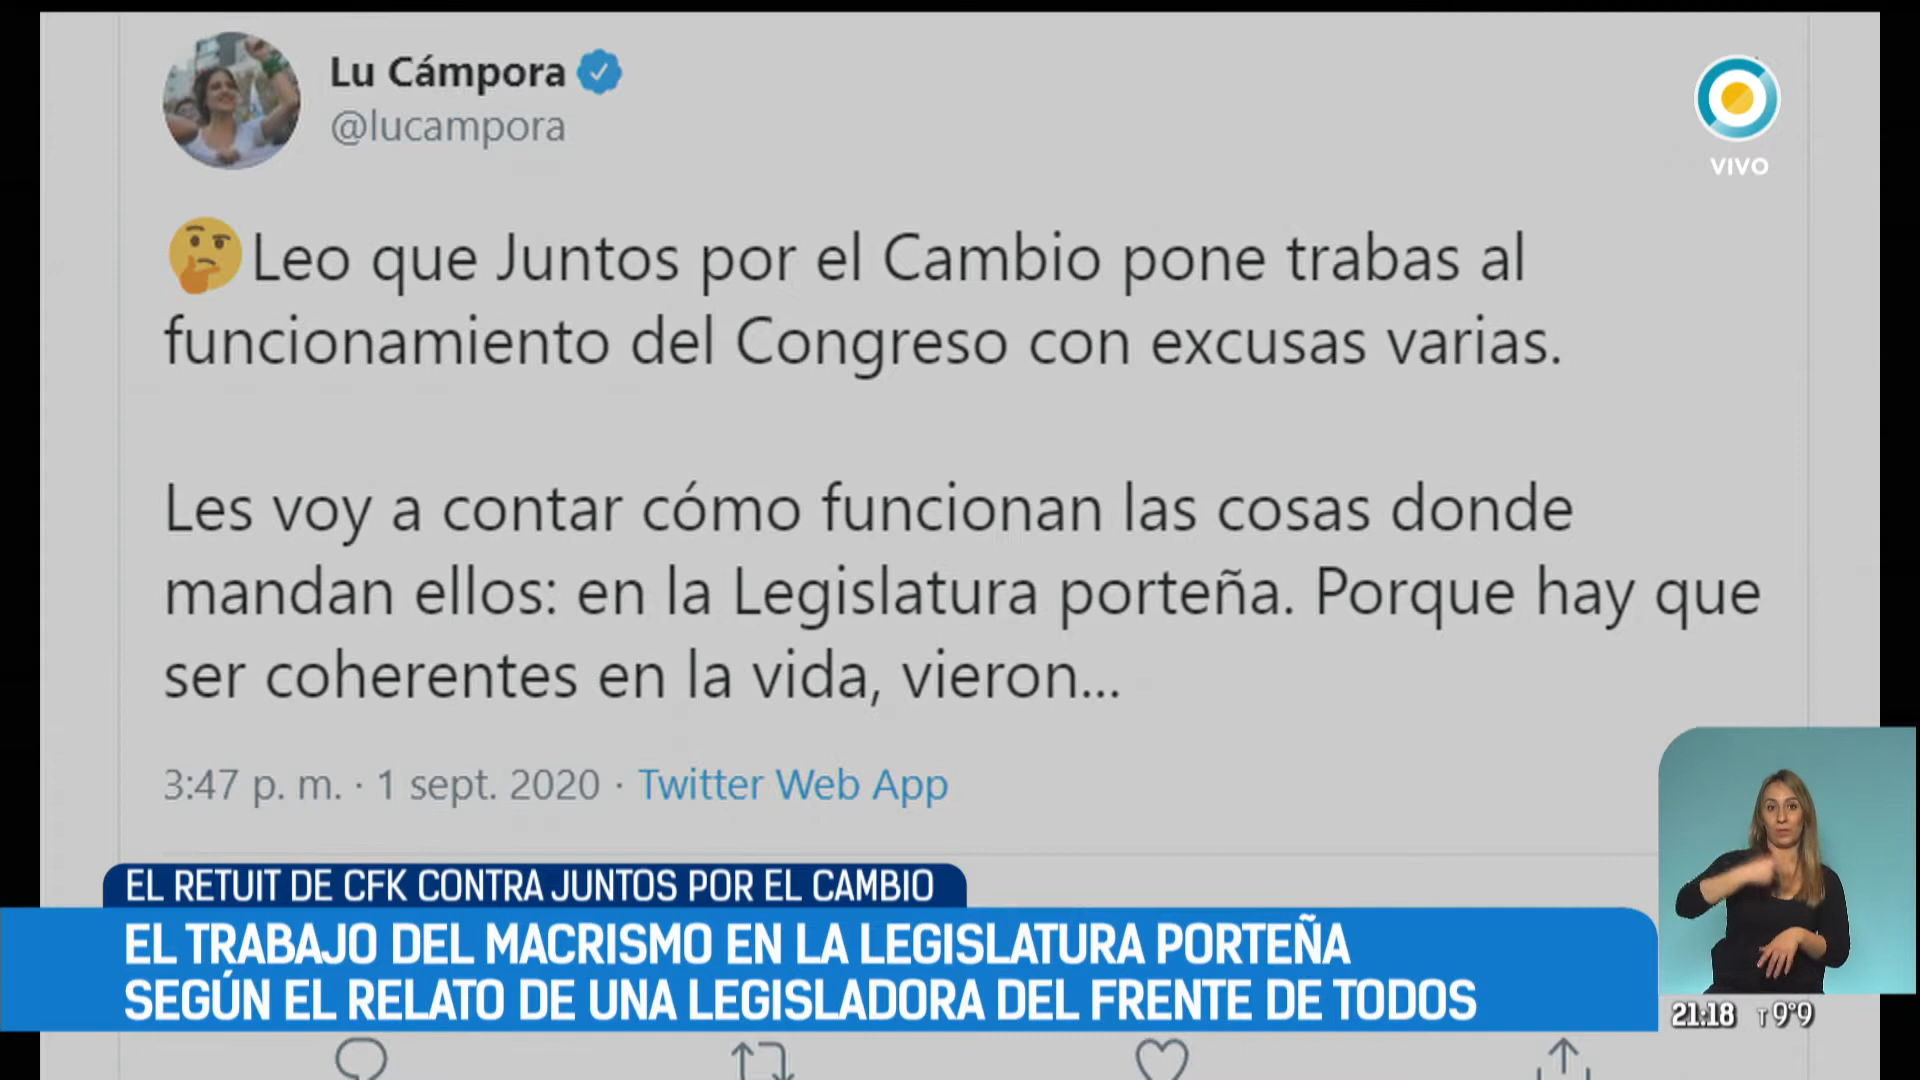 Lu Cámpora
@lucampora
VIVO
🤔Leo que Juntos por el Cambio pone trabas al
funcionamiento del Congreso con excusas varias.
Les voy a contar cómo funcionan las cosas donde
mandan ellos: en la Legislatura porteña. Porque hay que
ser coherentes en la vida, vieron...
3:47 p. m. · 1 sept. 2020 · Twitter Web App
EL RETUIT DE CFK CONTRA JUNTOS POR EL CAMBIO
EL TRABAJO DEL MACRISMO EN LA LEGISLATURA PORTEÑA
SEGÚN EL RELATO DE UNA LEGISLADORA DEL FRENTE DE TODOS
21:18 T 9°9